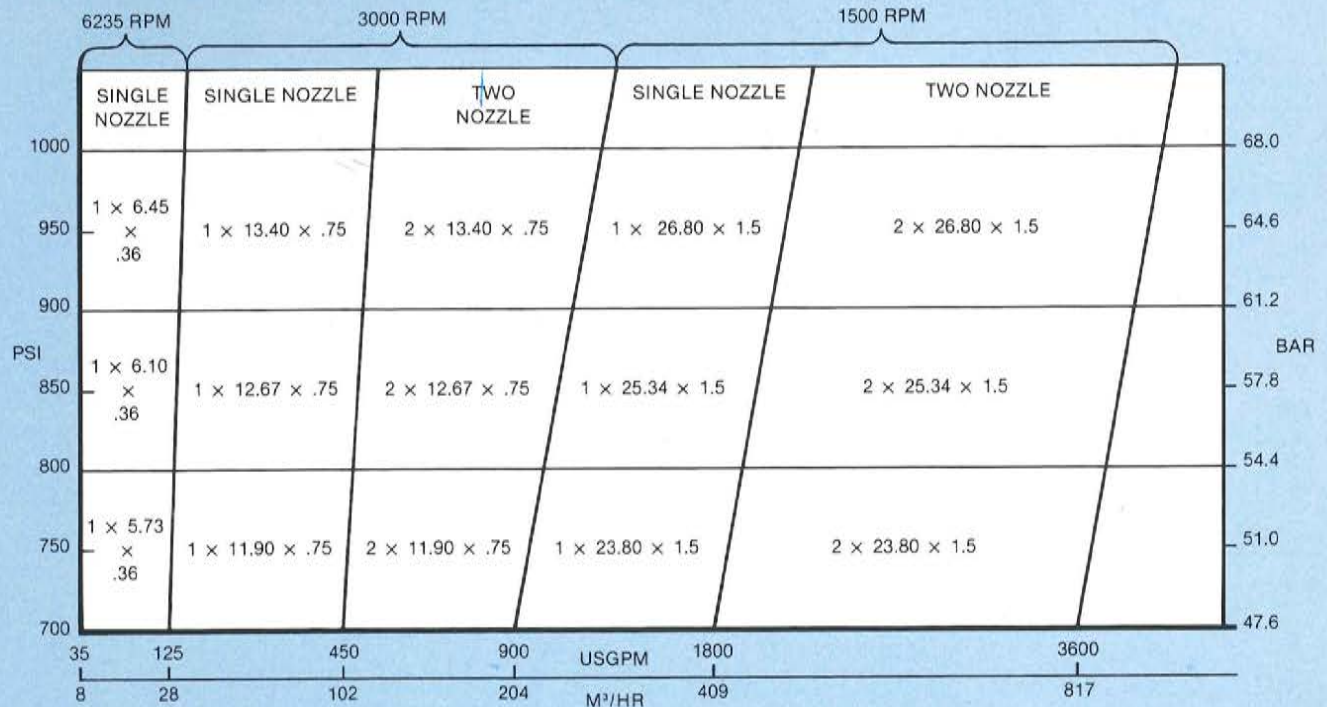 6235 RPM 3000 RPM 1500 RPM
SINGLE NOZZLE SINGLE NOZZLE TWO NOZZLE SINGLE NOZZLE TWO NOZZLE
1000 68.0
1 × 6.45 × .36 1 × 13.40 × .75 2 × 13.40 × .75 1 × 26.80 × 1.5 2 × 26.80 × 1.5
950 64.6
900 61.2
PSI BAR
1 × 6.10 × .36 1 × 12.67 × .75 2 × 12.67 × .75 1 × 25.34 × 1.5 2 × 25.34 × 1.5
850 57.8
800 54.4
1 × 5.73 × .36 1 × 11.90 × .75 2 × 11.90 × .75 1 × 23.80 × 1.5 2 × 23.80 × 1.5
750 51.0
700 47.6
35 125 450 900 USGPM 1800 3600
8 28 102 204 M³/HR 409 817